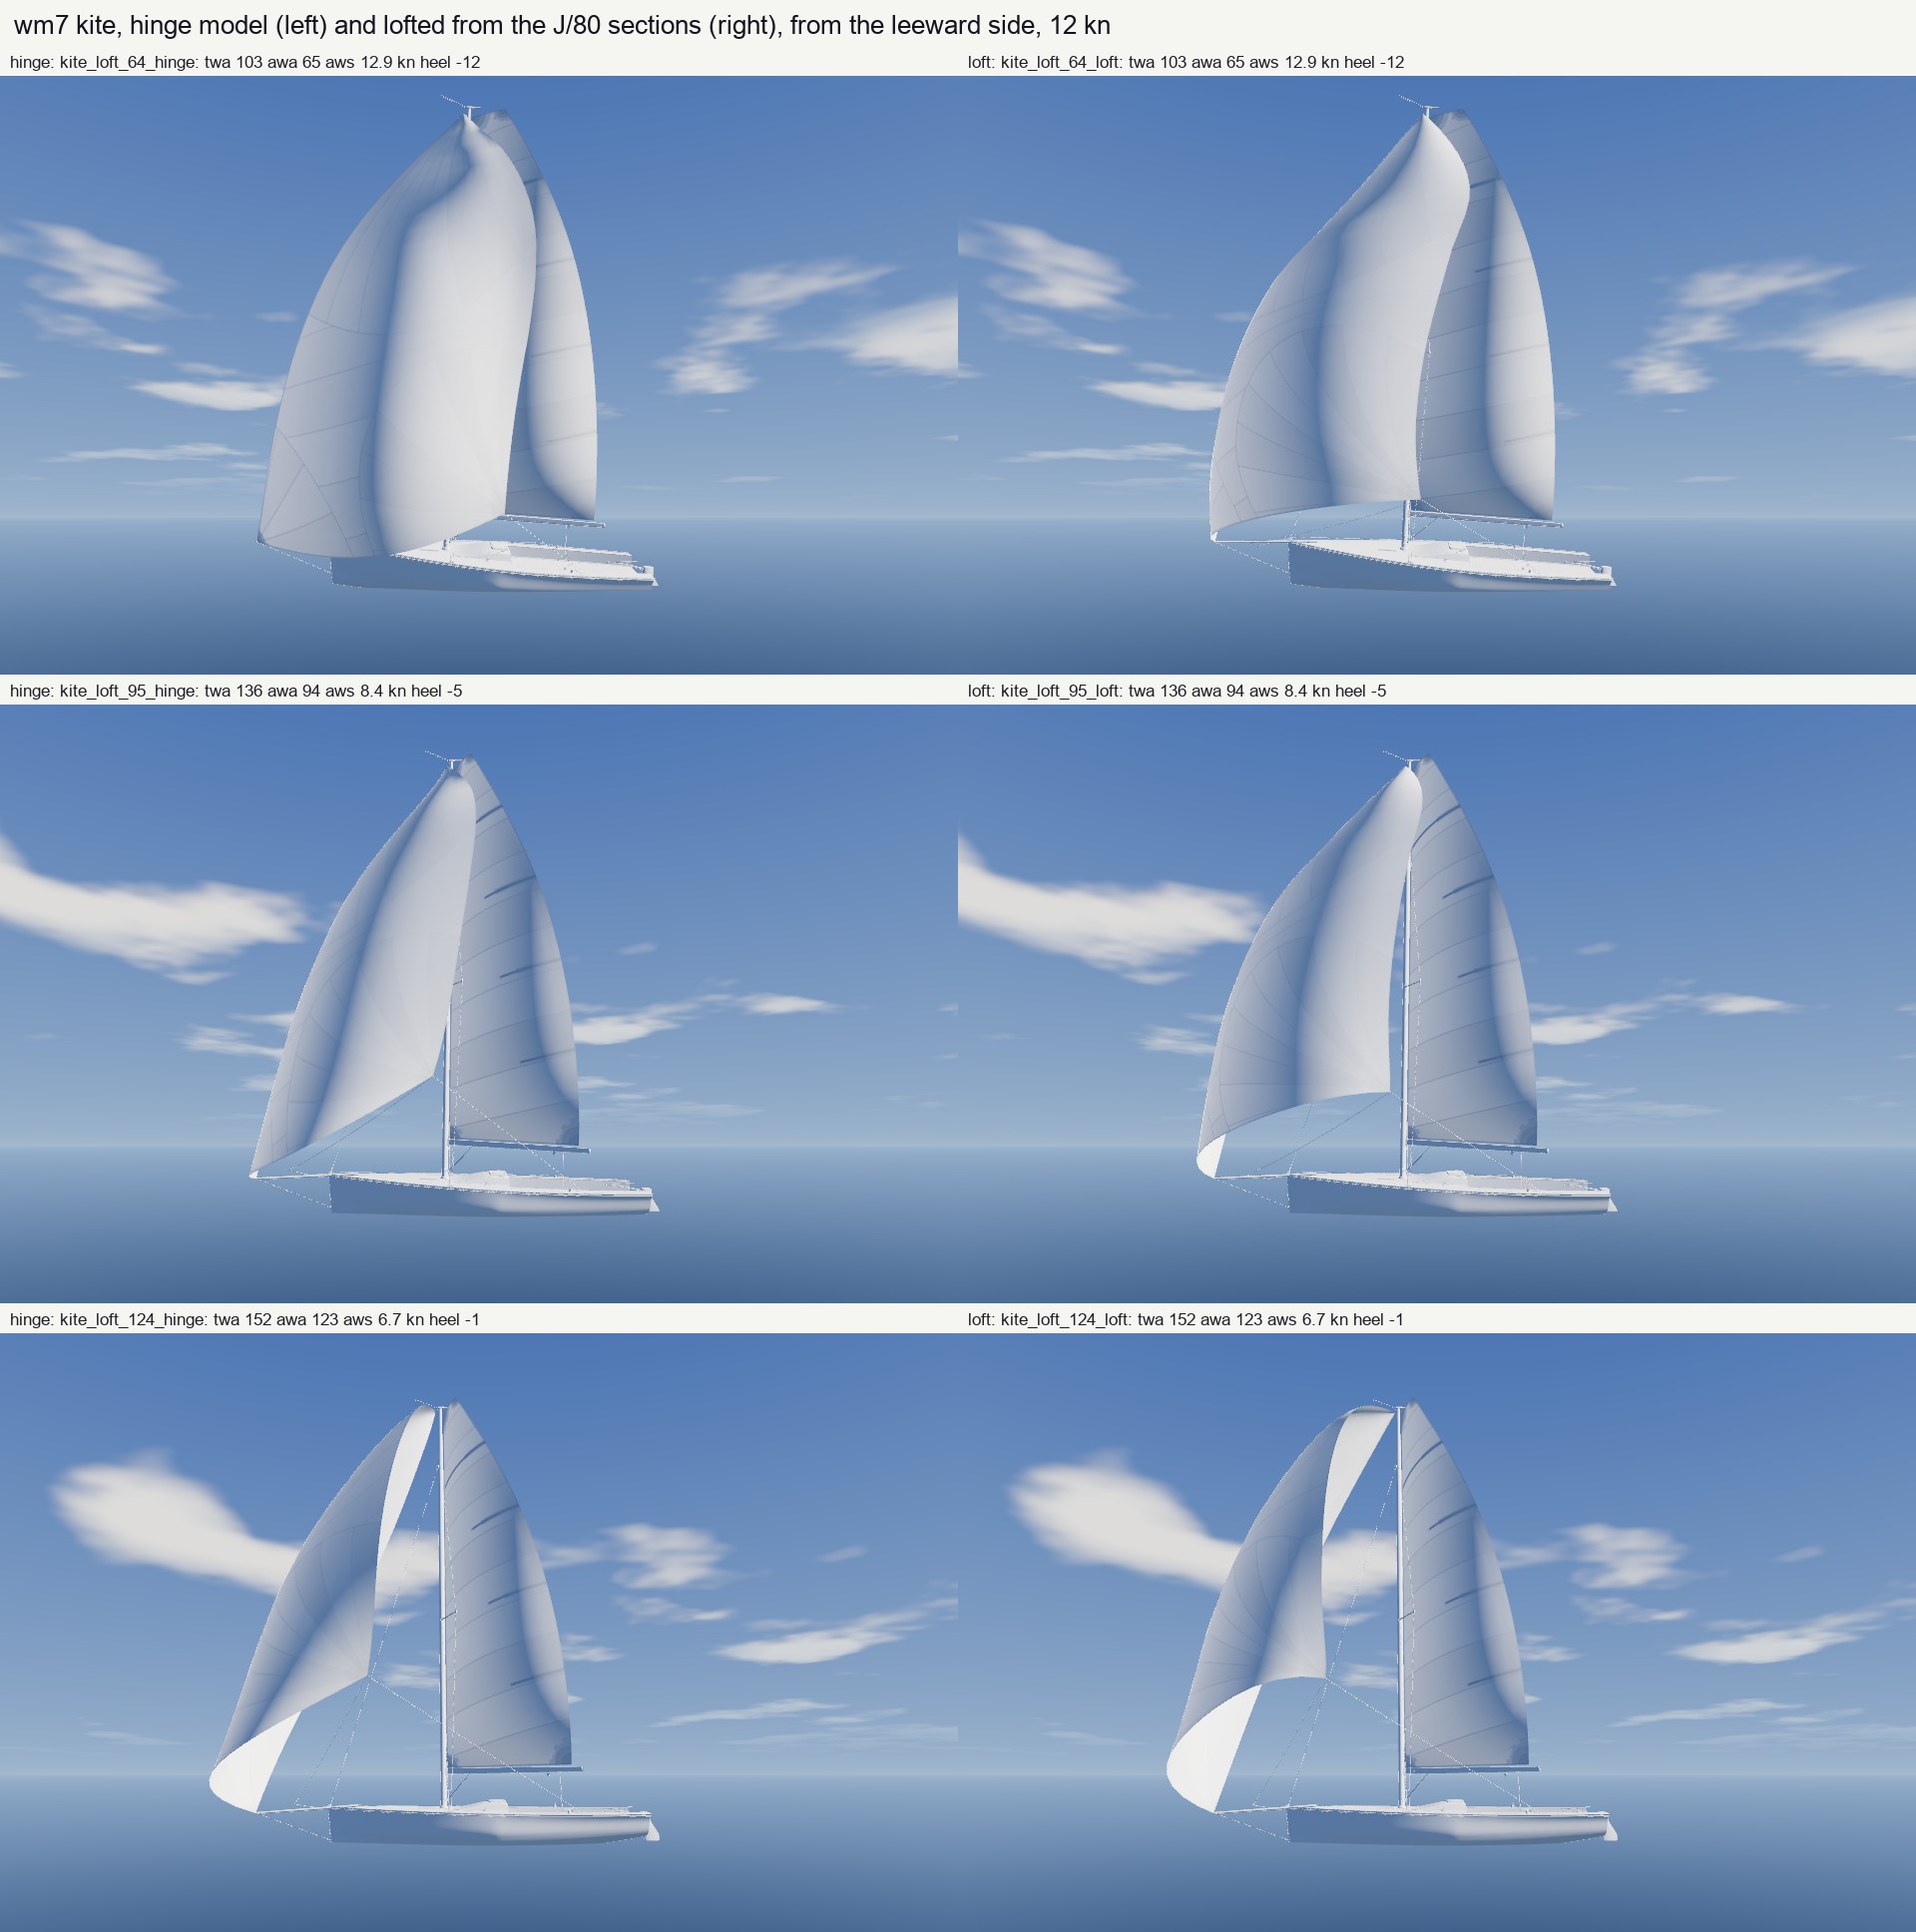 wm7 kite, hinge model (left) and lofted from the J/80 sections (right), from the leeward side, 12 kn
hinge: kite_loft_64_hinge: twa 103 awa 65 aws 12.9 kn heel -12
loft: kite_loft_64_loft: twa 103 awa 65 aws 12.9 kn heel -12
hinge: kite_loft_95_hinge: twa 136 awa 94 aws 8.4 kn heel -5
loft: kite_loft_95_loft: twa 136 awa 94 aws 8.4 kn heel -5
hinge: kite_loft_124_hinge: twa 152 awa 123 aws 6.7 kn heel -1
loft: kite_loft_124_loft: twa 152 awa 123 aws 6.7 kn heel -1